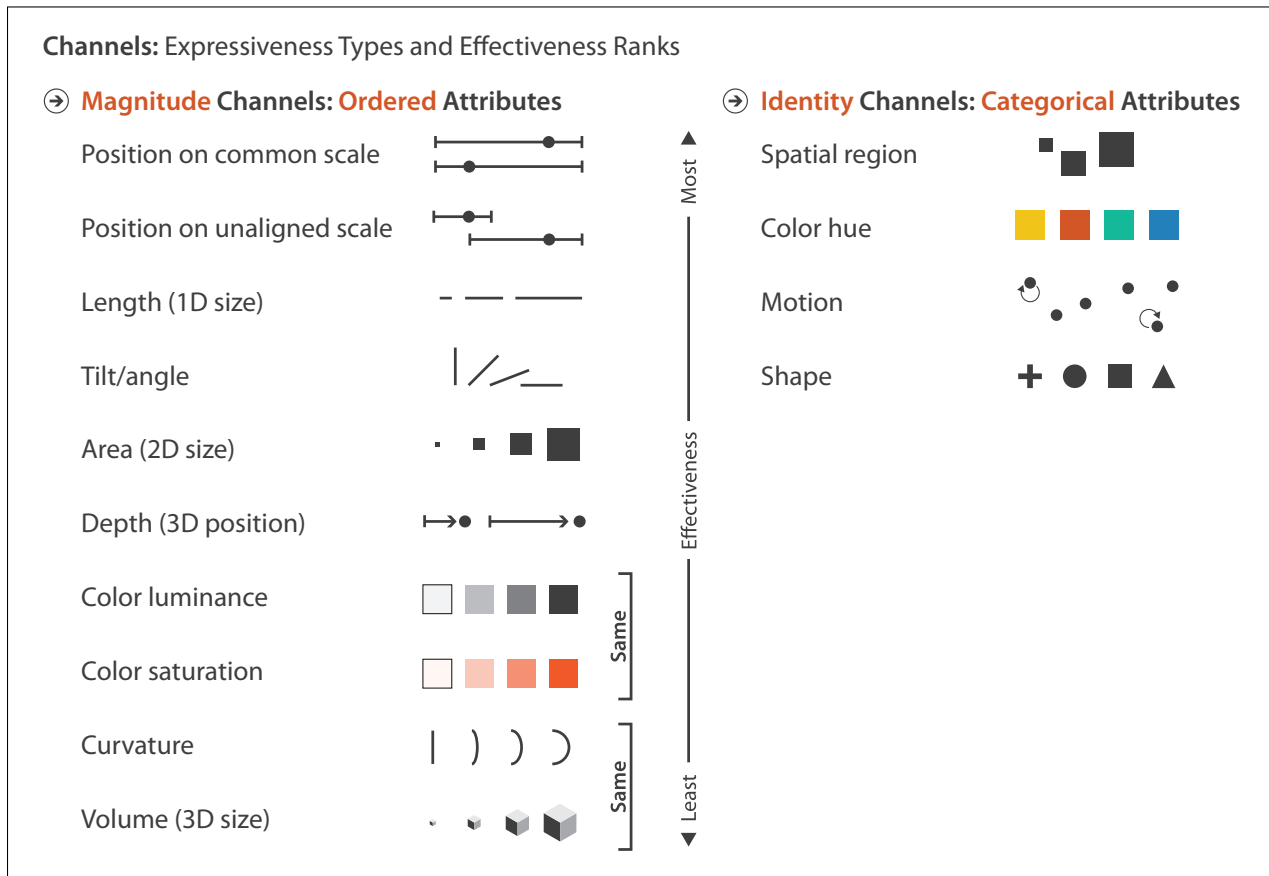 Channels: Expressiveness Types and Effectiveness Ranks
Magnitude Channels: Ordered Attributes
Position on common scale
Position on unaligned scale
Length (1D size)
Tilt/angle
Area (2D size)
Depth (3D position)
Color luminance
Color saturation
Curvature
Volume (3D size)
Same
Same
Most
Effectiveness
Least
Identity Channels: Categorical Attributes
Spatial region
Color hue
Motion
Shape